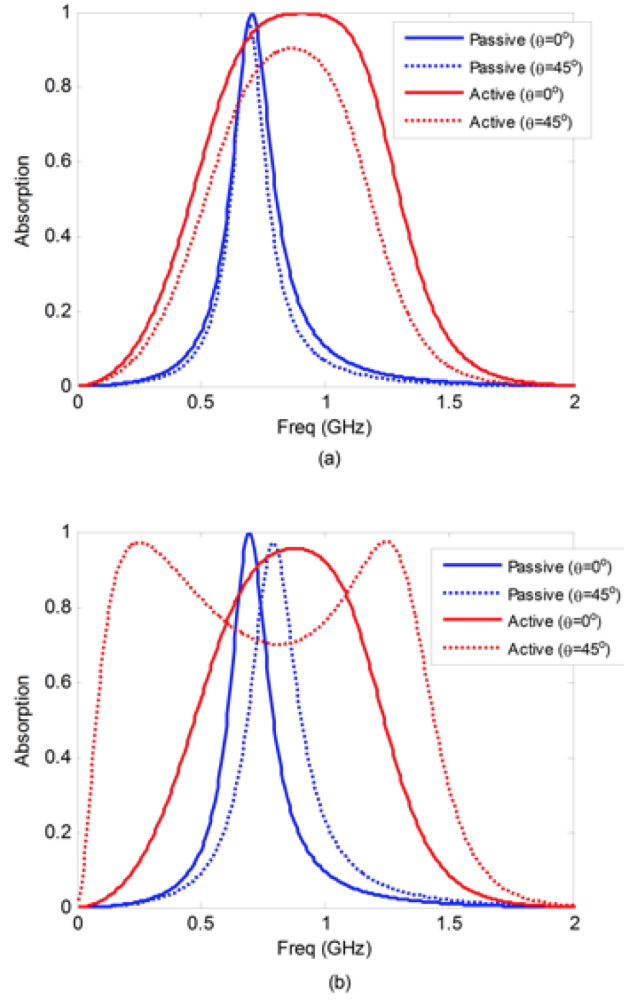 1
0.8
0.6
0.4
0.2
0
Absorption
Passive (θ=0°)
Passive (θ=45°)
Active (θ=0°)
Active (θ=45°)
0 0.5 1 1.5 2
Freq (GHz)
(a)
1
0.8
0.6
0.4
0.2
0
Absorption
Passive (θ=0°)
Passive (θ=45°)
Active (θ=0°)
Active (θ=45°)
0 0.5 1 1.5 2
Freq (GHz)
(b)